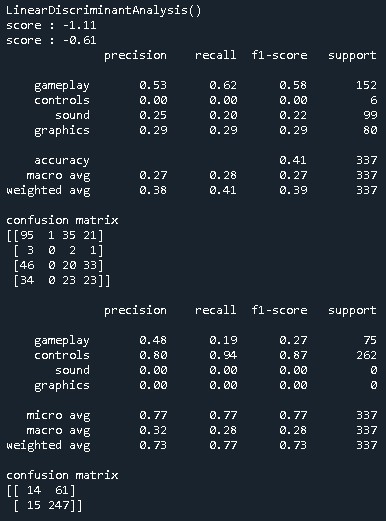 LinearDiscriminantAnalysis()
score : -1.11
score : -0.61
precision recall f1-score support
gameplay 0.53 0.62 0.58 152
controls 0.00 0.00 0.00 6
sound 0.25 0.20 0.22 99
graphics 0.29 0.29 0.29 80
accuracy 0.41 337
macro avg 0.27 0.28 0.27 337
weighted avg 0.38 0.41 0.39 337
confusion matrix
[[95 1 35 21]
[ 3 0 2 1]
[46 0 20 33]
[34 0 23 23]]
precision recall f1-score support
gameplay 0.48 0.19 0.27 75
controls 0.80 0.94 0.87 262
sound 0.00 0.00 0.00 0
graphics 0.00 0.00 0.00 0
micro avg 0.77 0.77 0.77 337
macro avg 0.32 0.28 0.28 337
weighted avg 0.73 0.77 0.73 337
confusion matrix
[[ 14 61]
[ 15 247]]